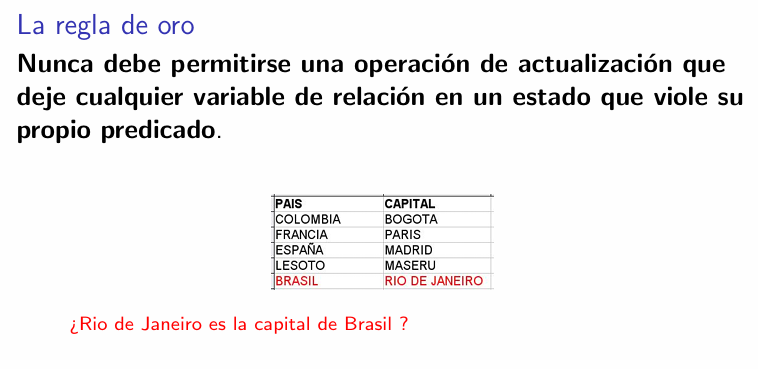 La regla de oro
Nunca debe permitirse una operación de actualización que
deje cualquier variable de relación en un estado que viole su
propio predicado.
PAIS CAPITAL
COLOMBIA BOGOTA
FRANCIA PARIS
ESPAÑA MADRID
LESOTO MASERU
BRASIL RIO DE JANEIRO
¿Rio de Janeiro es la capital de Brasil ?